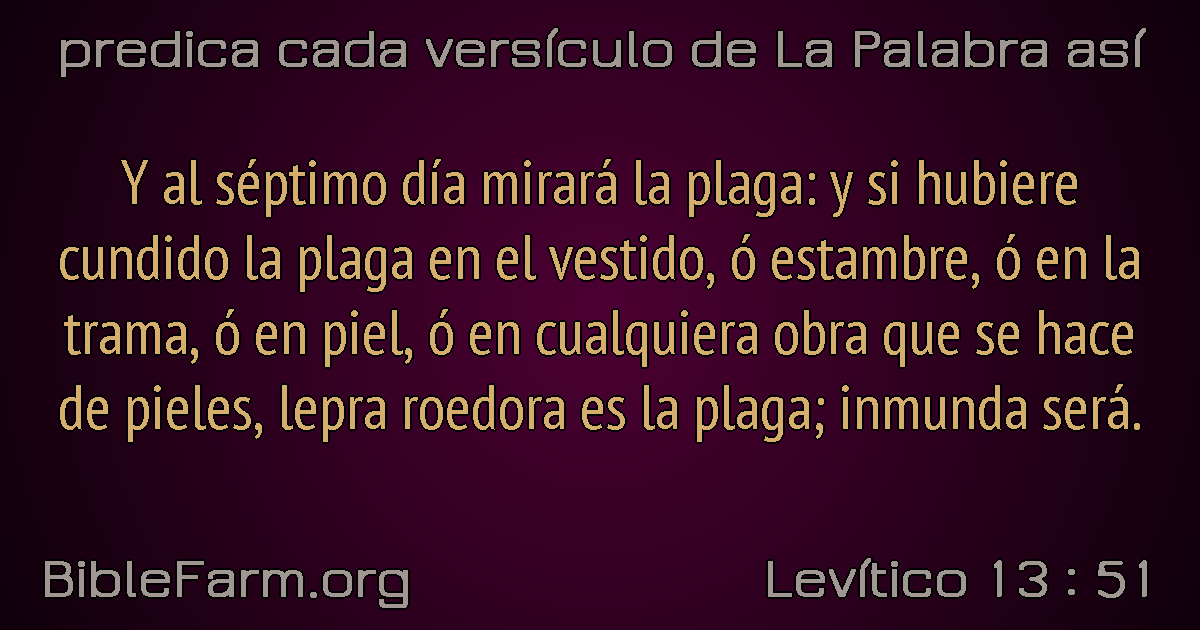 predica cada versículo de La Palabra así
Y al séptimo día mirará la plaga: y si hubiere
cundido la plaga en el vestido, ó estambre, ó en la
trama, ó en piel, ó en cualquiera obra que se hace
de pieles, lepra roedora es la plaga; inmunda será.
BibleFarm.org
Levítico 13 : 51